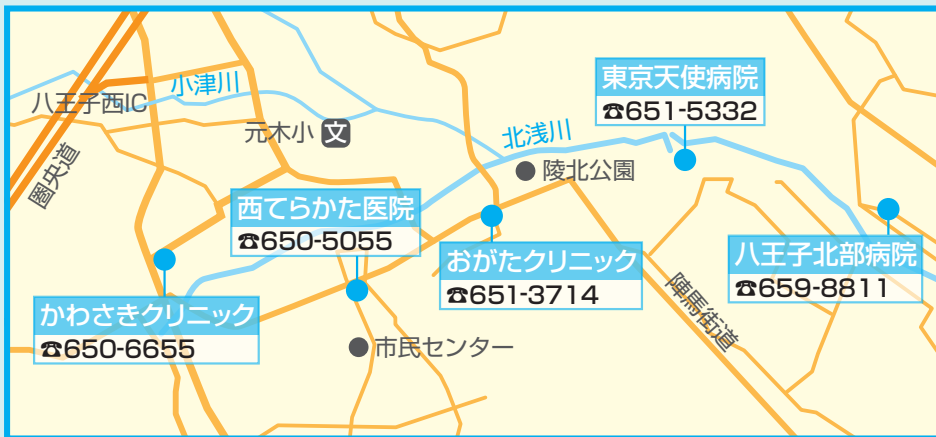 東京天使病院
☎651-5332
小津川
八王子西IC
元木小 文
北浅川
陵北公園
圏央道
西てらかた医院
☎650-5055
おがたクリニック
☎651-3714
八王子北部病院
☎659-8811
かわさきクリニック
☎650-6655
陣馬街道
市民センター